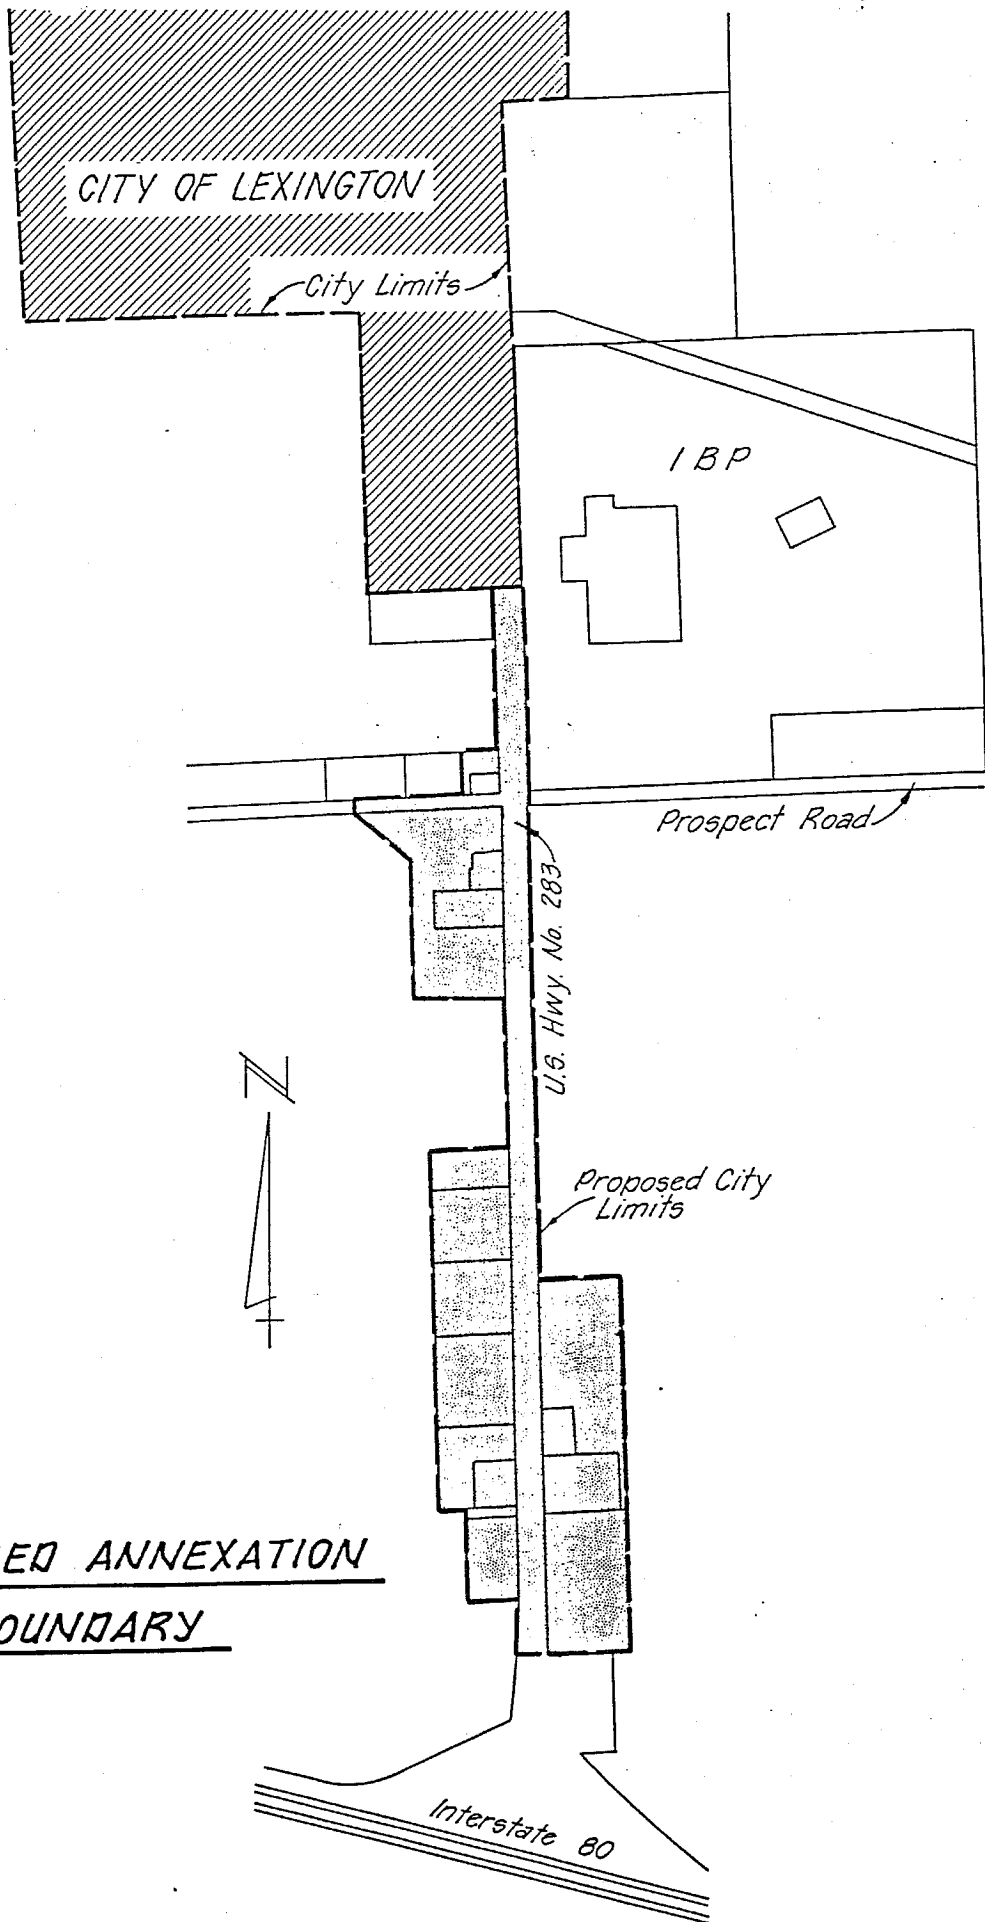 CITY OF LEXINGTON
City Limits
IBP
Prospect Road
U.S. Hwy. No. 283
N
Proposed City
Limits
ED ANNEXATION
OUNDARY
Interstate 80